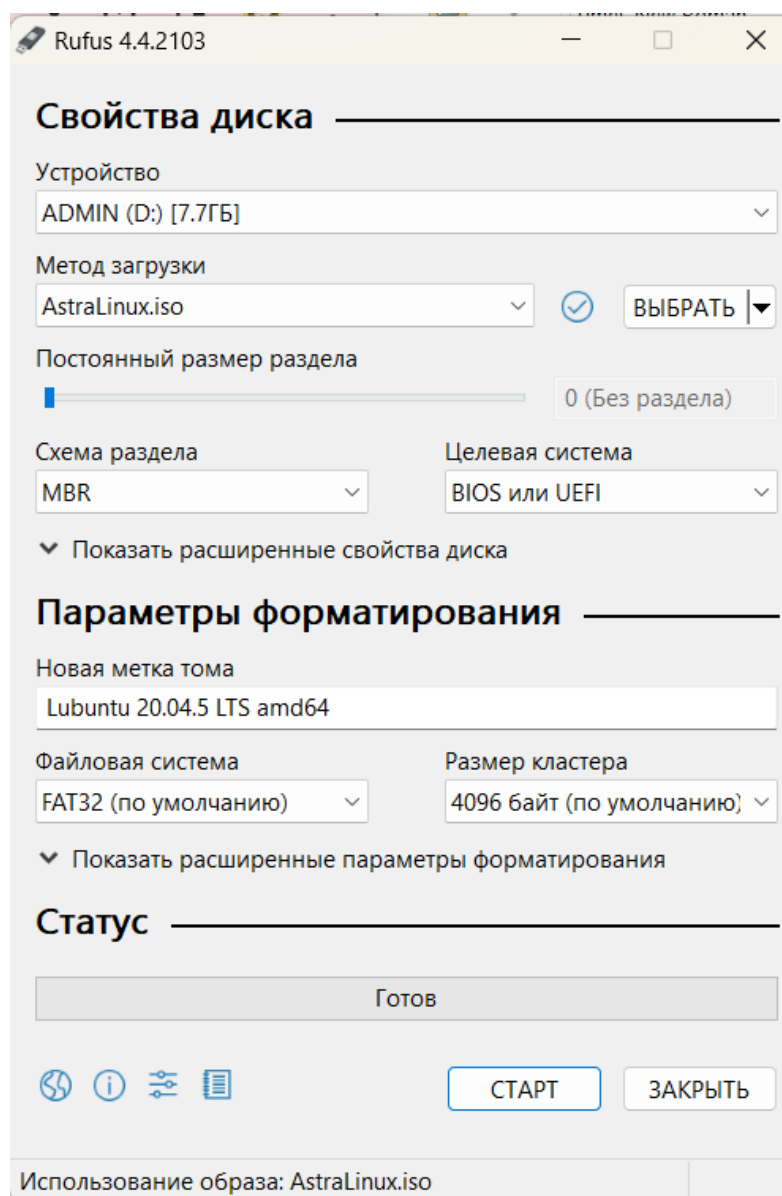 Rufus 4.4.2103
Свойства диска
Устройство
ADMIN (D:) [7.7ГБ]
Метод загрузки
AstraLinux.iso
ВЫБРАТЬ
Постоянный размер раздела
0 (Без раздела)
Схема раздела
Целевая система
MBR
BIOS или UEFI
Показать расширенные свойства диска
Параметры форматирования
Новая метка тома
Lubuntu 20.04.5 LTS amd64
Файловая система
Размер кластера
FAT32 (по умолчанию)
4096 байт (по умолчанию)
Показать расширенные параметры форматирования
Статус
Готов
СТАРТ
ЗАКРЫТЬ
Использование образа: AstraLinux.iso